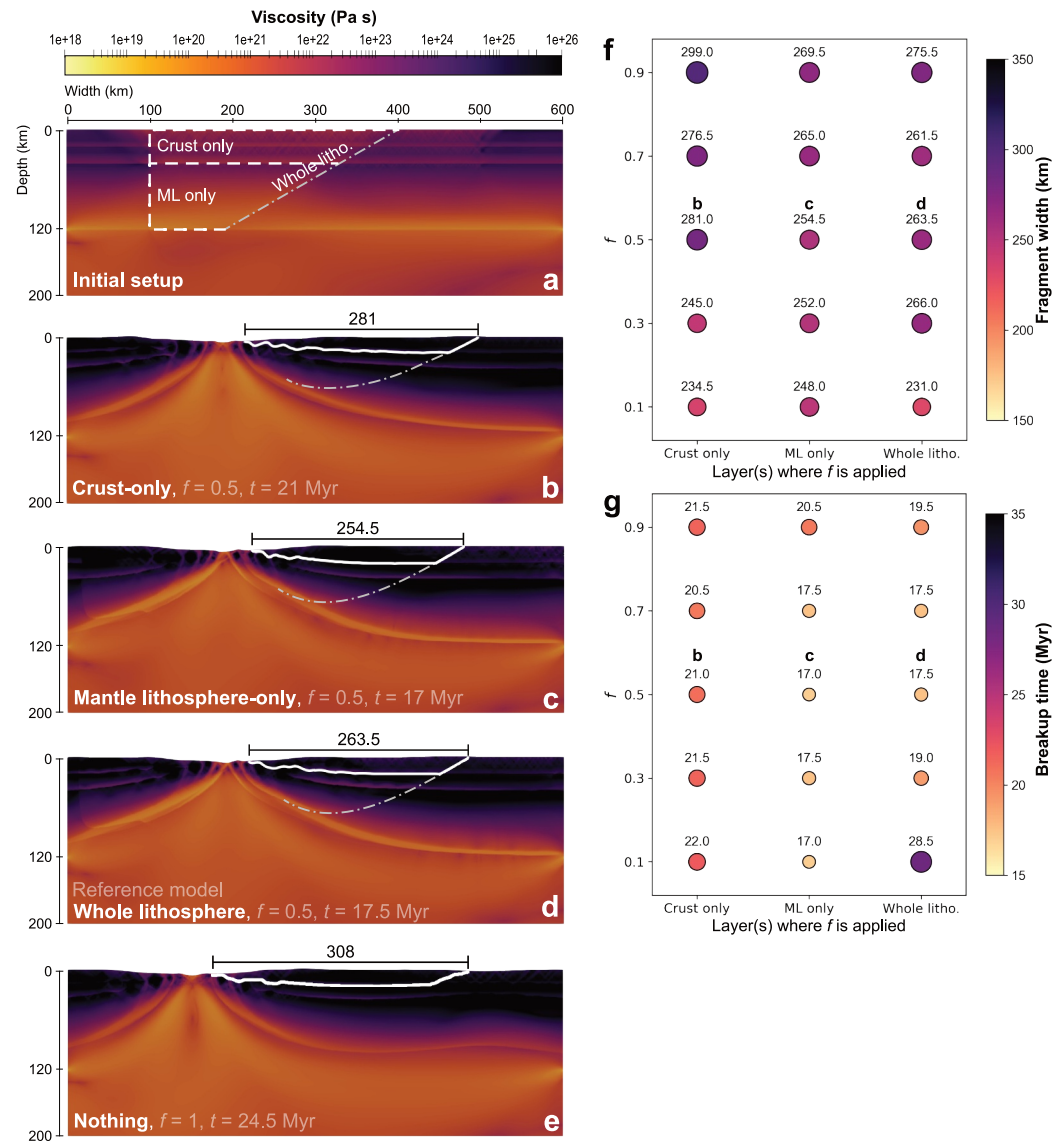 Viscosity (Pa s)
1e+18 1e+19 1e+20 1e+21 1e+22 1e+23 1e+24 1e+25 1e+26
Width (km)
0 100 200 300 400 500 600
Depth (km)
0
120
200
Crust only
ML only
Whole litho.
Initial setup
a
281
0
120
200
Crust-only, f = 0.5, t = 21 Myr
b
254.5
0
120
200
Mantle lithosphere-only, f = 0.5, t = 17 Myr
c
263.5
0
120
200
Reference model
Whole lithosphere, f = 0.5, t = 17.5 Myr
d
308
0
120
200
Nothing, f = 1, t = 24.5 Myr
e
f
299.0 269.5 275.5
0.9
276.5 265.0 261.5
0.7
b c d
281.0 254.5 263.5
0.5
f
245.0 252.0 266.0
0.3
234.5 248.0 231.0
0.1
Crust only ML only Whole litho.
Layer(s) where f is applied
350
300
250
200
150
Fragment width (km)
g
21.5 20.5 19.5
0.9
20.5 17.5 17.5
0.7
b c d
21.0 17.0 17.5
0.5
f
21.5 17.5 19.0
0.3
22.0 17.0 28.5
0.1
Crust only ML only Whole litho.
Layer(s) where f is applied
35
30
25
20
15
Breakup time (Myr)